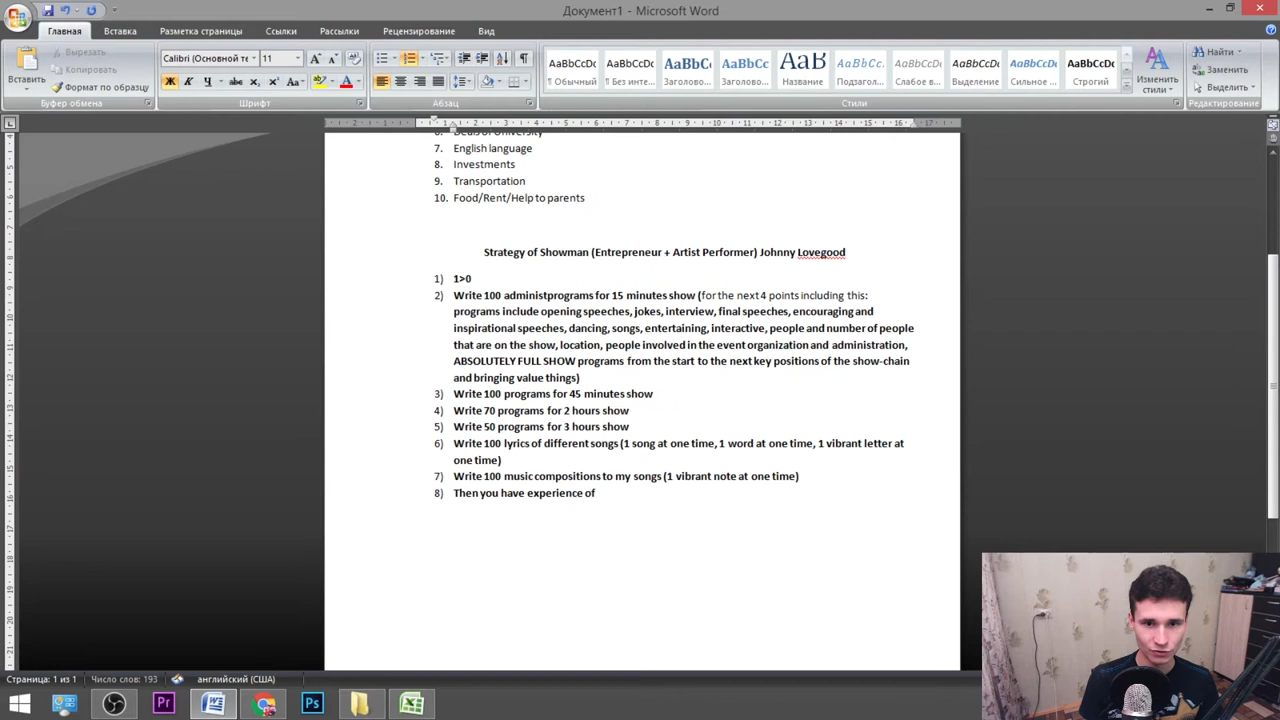 Документ1 - Microsoft Word
Главная Вставка Разметка страницы Ссылки Рассылки Рецензирование Вид
Вставить
Вырезать
Копировать
Формат по образцу
Буфер обмена
Calibri (Основной те 11
Шрифт
Абзац
AaBbCcDc AaBbCcDc AaBbC AaBbCc АаВ AaBbCc. AaBbCcDc AaBbCcDc AaBbCcDc AaBbCcDc
¶ Обычный ¶ Без инте... Заголово... Заголово... Название Подзагол... Слабое в... Выделение Сильное ... Строгий
Изменить стили
Стили
Найти
Заменить
Выделить
Редактирование
7. English language
8. Investments
9. Transportation
10. Food/Rent/Help to parents
Strategy of Showman (Entrepreneur + Artist Performer) Johnny Lovegood
1) 1>0
2) Write 100 administprograms for 15 minutes show (for the next 4 points including this:
programs include opening speeches, jokes, interview, final speeches, encouraging and
inspirational speeches, dancing, songs, entertaining, interactive, people and number of people
that are on the show, location, people involved in the event organization and administration,
ABSOLUTELY FULL SHOW programs from the start to the next key positions of the show-chain
and bringing value things)
3) Write 100 programs for 45 minutes show
4) Write 70 programs for 2 hours show
5) Write 50 programs for 3 hours show
6) Write 100 lyrics of different songs (1 song at one time, 1 word at one time, 1 vibrant letter at
one time)
7) Write 100 music compositions to my songs (1 vibrant note at one time)
8) Then you have experience of
Страница: 1 из 1 Число слов: 193 английский (США)